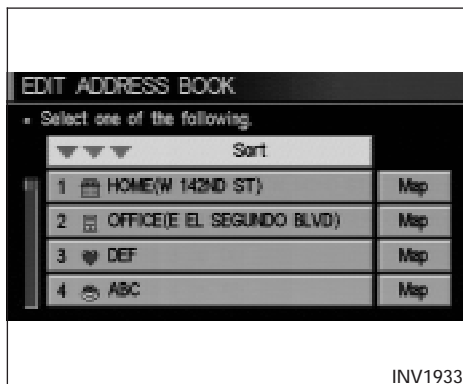 EDIT ADDRESS BOOK
Select one of the following.
Sort
1 HOME(W 142ND ST) Map
2 OFFICE(E EL SEGUNDO BLVD) Map
3 DEF Map
4 ABC Map
INV1933